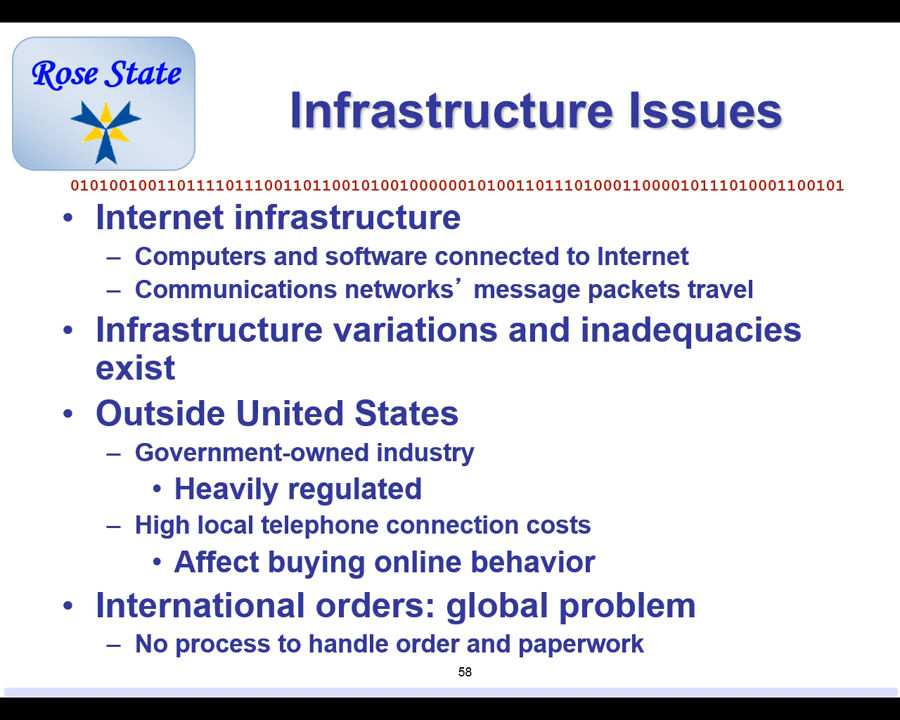 Rose State
Infrastructure Issues
01010010011011110111001101100101001000000101001101110100011000010111010001100101
• Internet infrastructure
– Computers and software connected to Internet
– Communications networks’ message packets travel
• Infrastructure variations and inadequacies
exist
• Outside United States
– Government-owned industry
• Heavily regulated
– High local telephone connection costs
• Affect buying online behavior
• International orders: global problem
– No process to handle order and paperwork
58